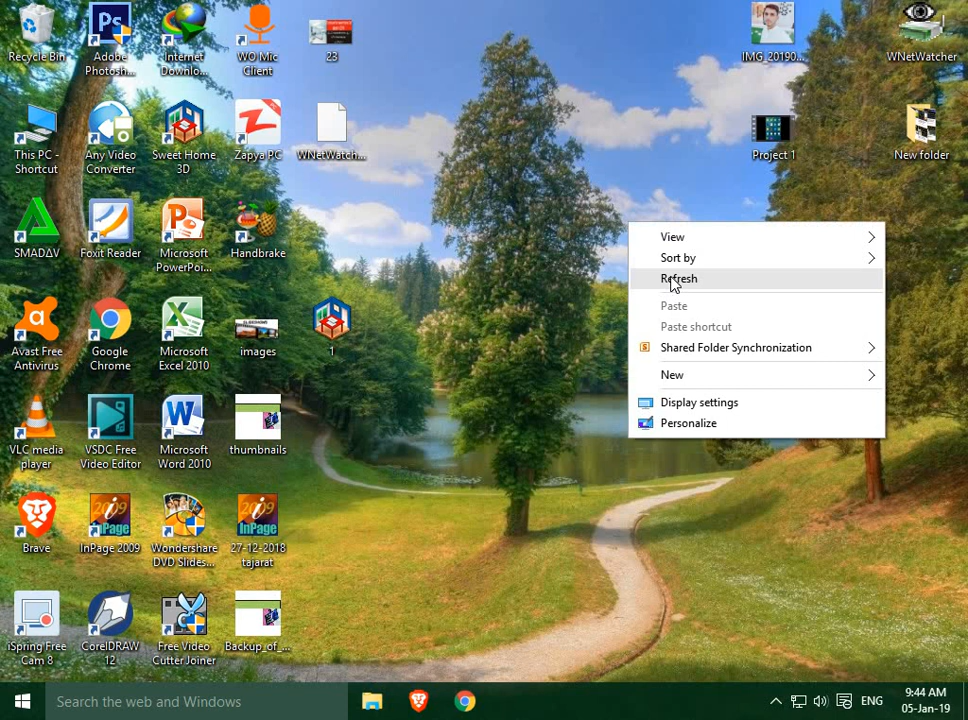 Recycle Bin
Adobe
Photosh...
Internet
Downlo...
WO Mic
Client
23
IMG_20190...
WNetWatcher
This PC -
Shortcut
Any Video
Converter
Sweet Home
3D
Zapya PC
WNetWatch...
Project 1
New folder
SMADΔV
Foxit Reader
Microsoft
PowerPoi...
Handbrake
Avast Free
Antivirus
Google
Chrome
Microsoft
Excel 2010
images
1
VLC media
player
VSDC Free
Video Editor
Microsoft
Word 2010
thumbnails
Brave
InPage 2009
Wondershare
DVD Slides...
27-12-2018
tajarat
iSpring Free
Cam 8
CorelDRAW
12
Free Video
Cutter Joiner
Backup_of_...
View
Sort by
Refresh
Paste
Paste shortcut
Shared Folder Synchronization
New
Display settings
Personalize
Search the web and Windows
ENG
9:44 AM
05-Jan-19